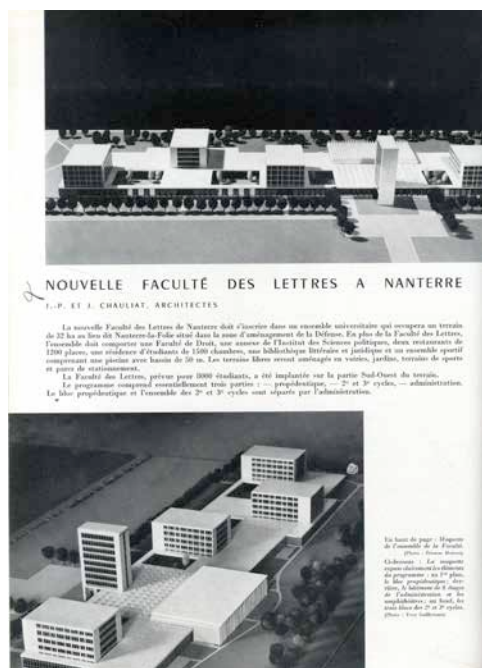 NOUVELLE FACULTÉ DES LETTRES A NANTERRE
J.-P. ET J. CHAULIAT, ARCHITECTES
La nouvelle Faculté des Lettres de Nanterre doit s'inscrire dans un ensemble universitaire qui occupera un terrain
de 32 ha au lieu dit Nanterre-la-Folie situé dans la zone d'aménagement de la Défense. En plus de la Faculté des Lettres,
l'ensemble doit comporter une Faculté de Droit, une annexe de l'Institut des Sciences politiques, deux restaurants de
1200 places, une résidence d'étudiants de 1500 chambres, une bibliothèque littéraire et juridique et un ensemble sportif
comprenant une piscine avec bassin de 50 m. Les terrains libres seront aménagés en voiries, jardins, terrains de sports
et parcs de stationnement.
La Faculté des Lettres, prévue pour étudiants, a été implantée sur la partie Sud-Ouest du terrain.
Le programme comprend essentiellement trois parties : — propédeutique, — 2e et 3e cycles, — administration.
Le bloc propédeutique et l'ensemble des 2e et 3e cycles sont séparés par l'administration.
En haut de page : Maquette
de l'ensemble de la Faculté.
(Photo :
Ci-dessous : La maquette
expose clairement les éléments
du programme : au 1er plan,
le bloc propédeutique ; der-
rière, le bâtiment de 8 étages
de l'administration et les
amphithéâtres ; au fond, les
trois blocs des 2e et 3e cycles.
(Photo : Yves